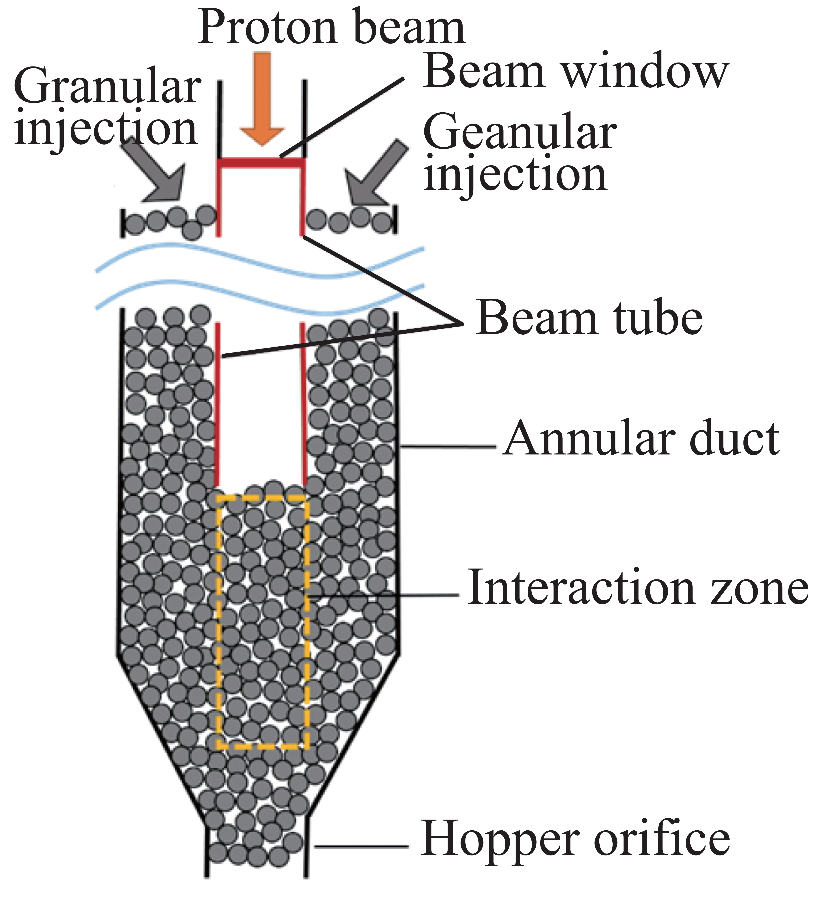 Proton beam
Granular
injection
Beam window
Geanular
injection
Beam tube
Annular duct
Interaction zone
Hopper orifice